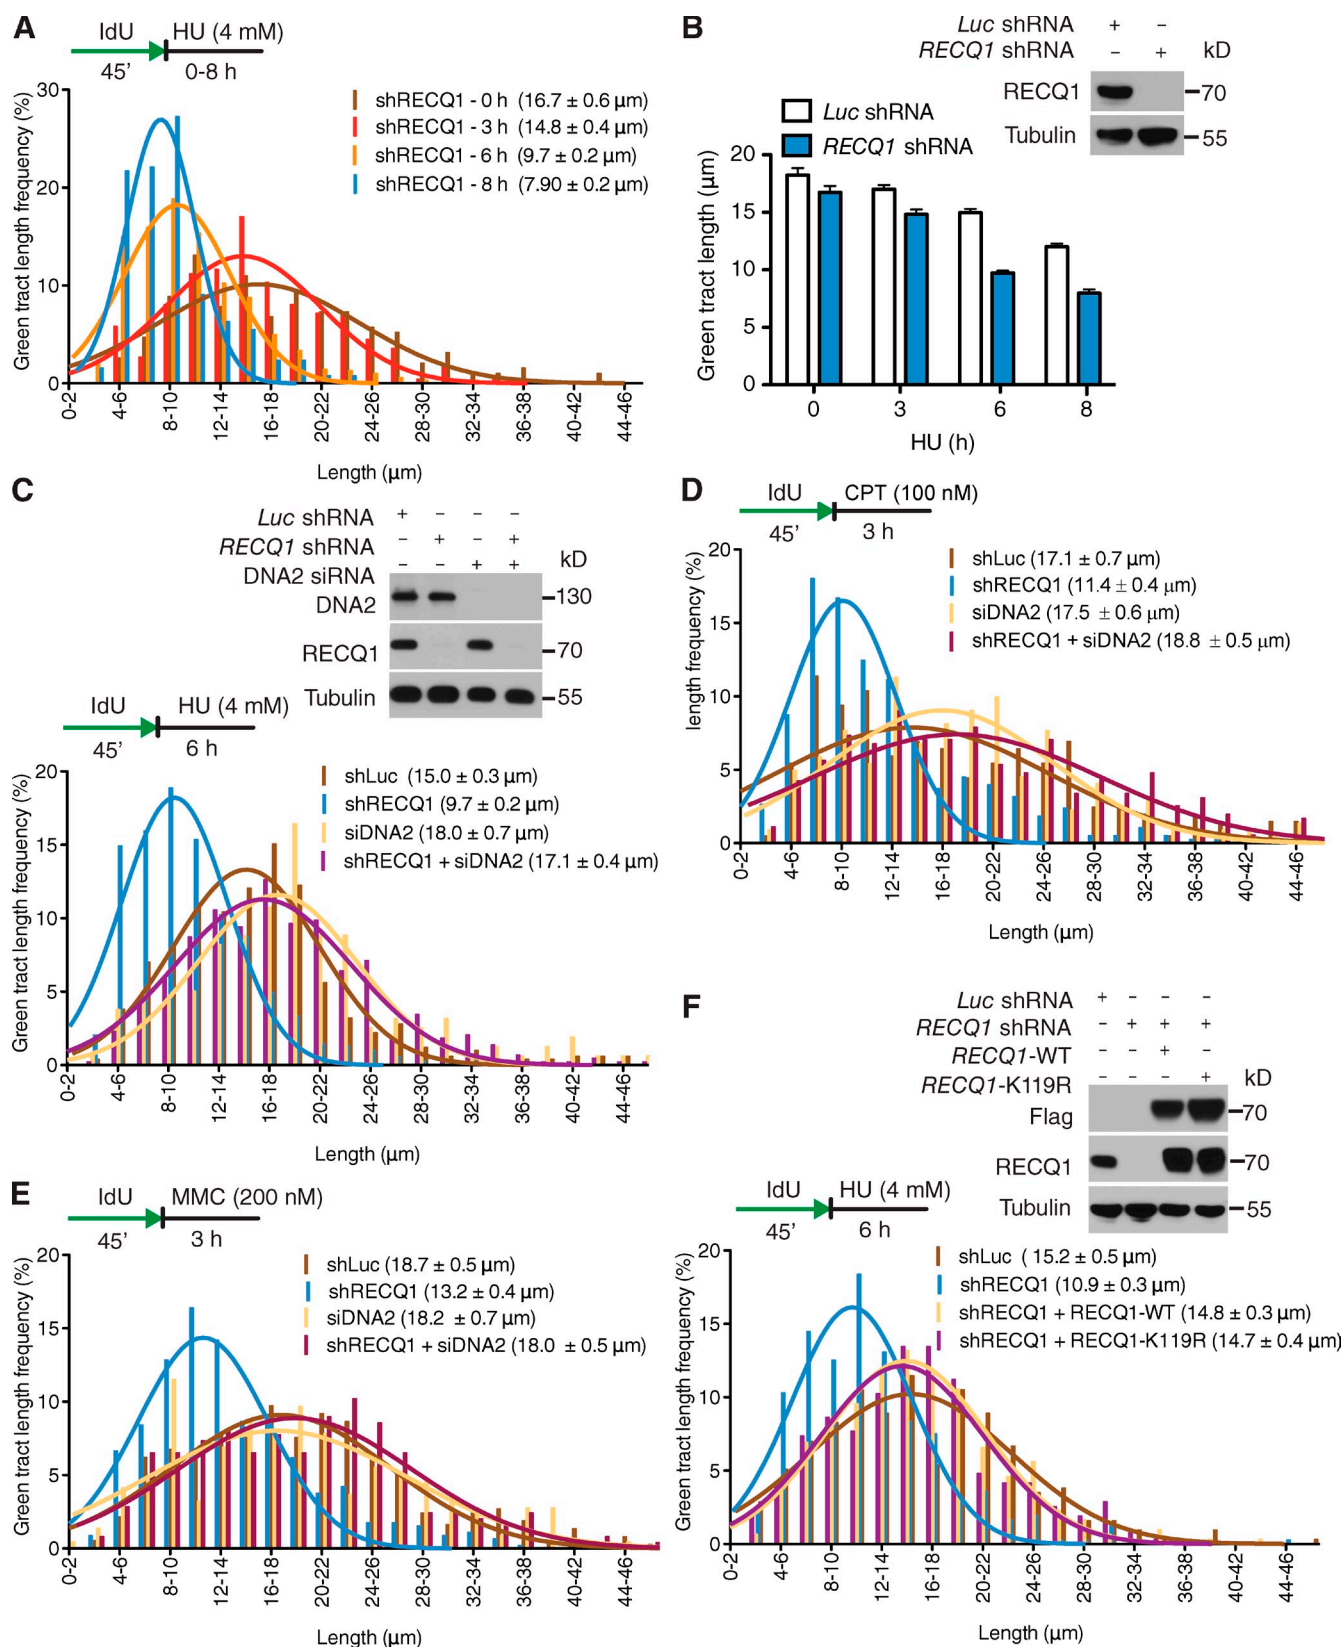 A
IdU HU (4 mM)
45' 0-8 h
Green tract length frequency (%)
30
20
10
0
shRECQ1 - 0 h (16.7 ± 0.6 µm)
shRECQ1 - 3 h (14.8 ± 0.4 µm)
shRECQ1 - 6 h (9.7 ± 0.2 µm)
shRECQ1 - 8 h (7.90 ± 0.2 µm)
0-2 4-6 8-10 12-14 16-18 20-22 24-26 28-30 34-36 36-38 40-42 44-46
Length (µm)
B
Luc shRNA + −
RECQ1 shRNA − + kD
RECQ1 70
Tubulin 55
Luc shRNA
RECQ1 shRNA
Green tract length (µm)
20
15
10
5
0
0 3 6 8
HU (h)
C
Luc shRNA + − − −
RECQ1 shRNA − + − +
DNA2 siRNA − − + + kD
DNA2 130
RECQ1 70
Tubulin 55
IdU HU (4 mM)
45' 6 h
Green tract length frequency (%)
20
15
10
5
0
shLuc (15.0 ± 0.3 µm)
shRECQ1 (9.7 ± 0.2 µm)
siDNA2 (18.0 ± 0.7 µm)
shRECQ1 + siDNA2 (17.1 ± 0.4 µm)
0-2 4-6 8-10 12-14 16-18 20-22 24-26 28-30 32-34 36-38 40-42 44-46
Length (µm)
D
IdU CPT (100 nM)
45' 3 h
length frequency (%)
20
15
10
5
0
shLuc (17.1 ± 0.7 µm)
shRECQ1 (11.4 ± 0.4 µm)
siDNA2 (17.5 ± 0.6 µm)
shRECQ1 + siDNA2 (18.8 ± 0.5 µm)
0-2 4-6 8-10 12-14 16-18 20-22 24-26 28-30 32-34 36-38 40-42 44-46
Length (µm)
E
IdU MMC (200 nM)
45' 3 h
Green tract length frequency (%)
20
15
10
5
0
shLuc (18.7 ± 0.5 µm)
shRECQ1 (13.2 ± 0.4 µm)
siDNA2 (18.2 ± 0.7 µm)
shRECQ1 + siDNA2 (18.0 ± 0.5 µm)
0-2 4-6 8-10 12-14 16-18 20-22 24-26 28-30 32-34 36-38 40-42 44-46
Length (µm)
F
Luc shRNA + − − −
RECQ1 shRNA − + + +
RECQ1-WT − − + −
RECQ1-K119R − − − + kD
Flag 70
RECQ1 70
Tubulin 55
IdU HU (4 mM)
45' 6 h
Green tract length frequency (%)
20
15
10
5
0
shLuc ( 15.2 ± 0.5 µm)
shRECQ1 (10.9 ± 0.3 µm)
shRECQ1 + RECQ1-WT (14.8 ± 0.3 µm)
shRECQ1 + RECQ1-K119R (14.7 ± 0.4 µm)
0-2 4-6 8-10 12-14 16-18 20-22 24-26 28-30 32-34 36-38 40-42 44-46
Length (µm)